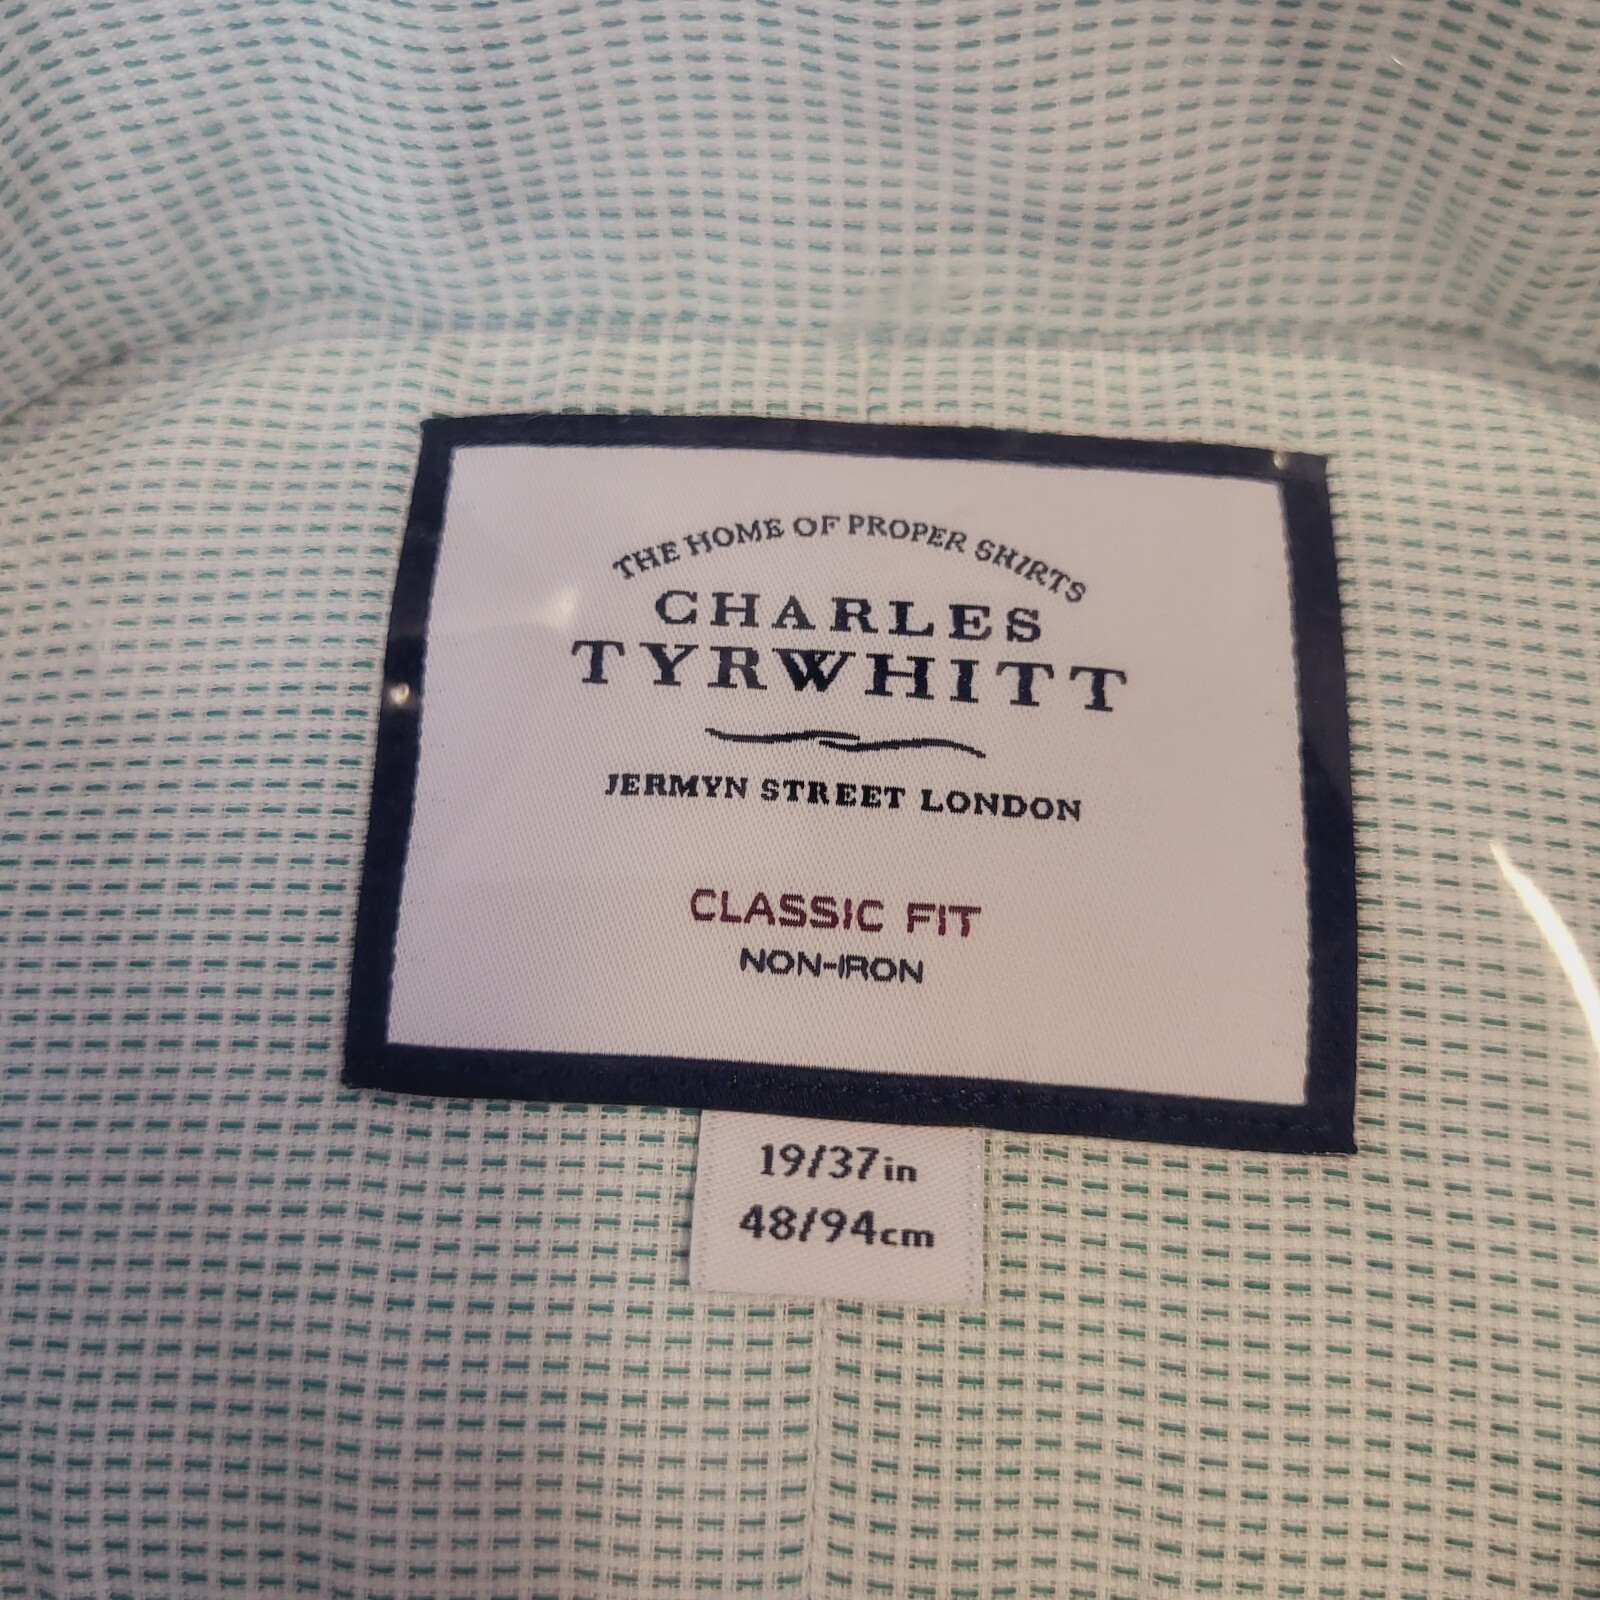 THE HOME OF PROPER SHIRTS
CHARLES
TYRWHITT
JERMYN STREET LONDON
CLASSIC FIT
NON-IRON
19/37in
48/94cm